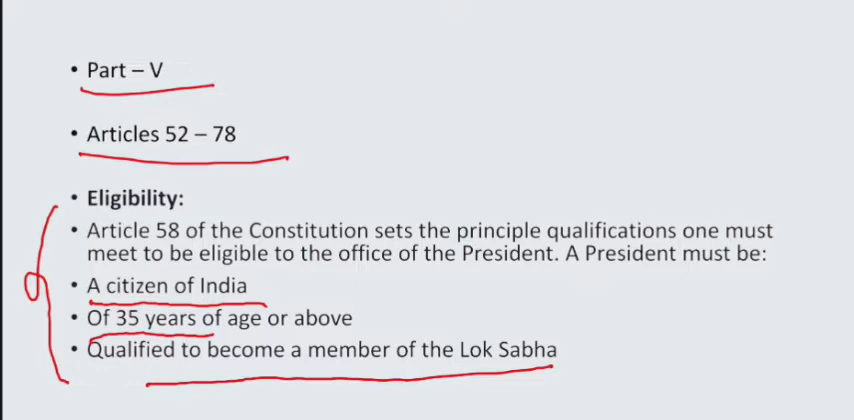 • Part – V
• Articles 52 – 78
• Eligibility:
• Article 58 of the Constitution sets the principle qualifications one must
meet to be eligible to the office of the President. A President must be:
• A citizen of India
• Of 35 years of age or above
• Qualified to become a member of the Lok Sabha